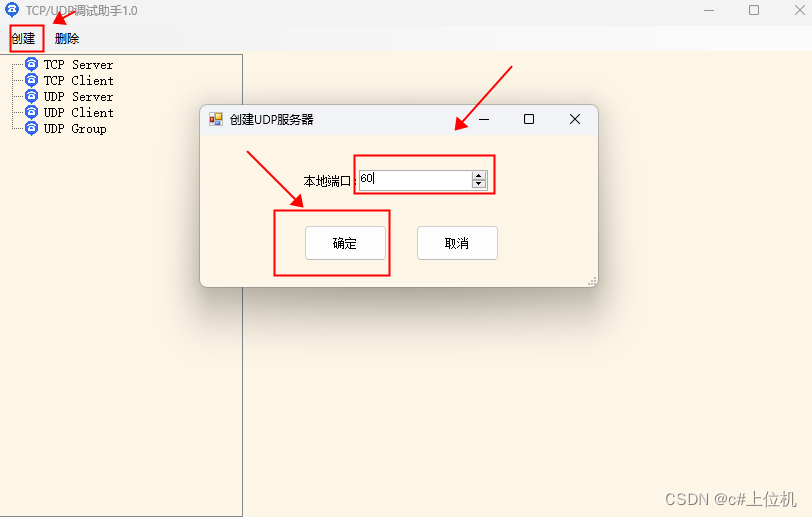 TCP/UDP调试助手1.0
创建 删除
TCP Server
TCP Client
UDP Server
UDP Client
UDP Group
创建UDP服务器
本地端口: 60
确定 取消
CSDN @c#上位机